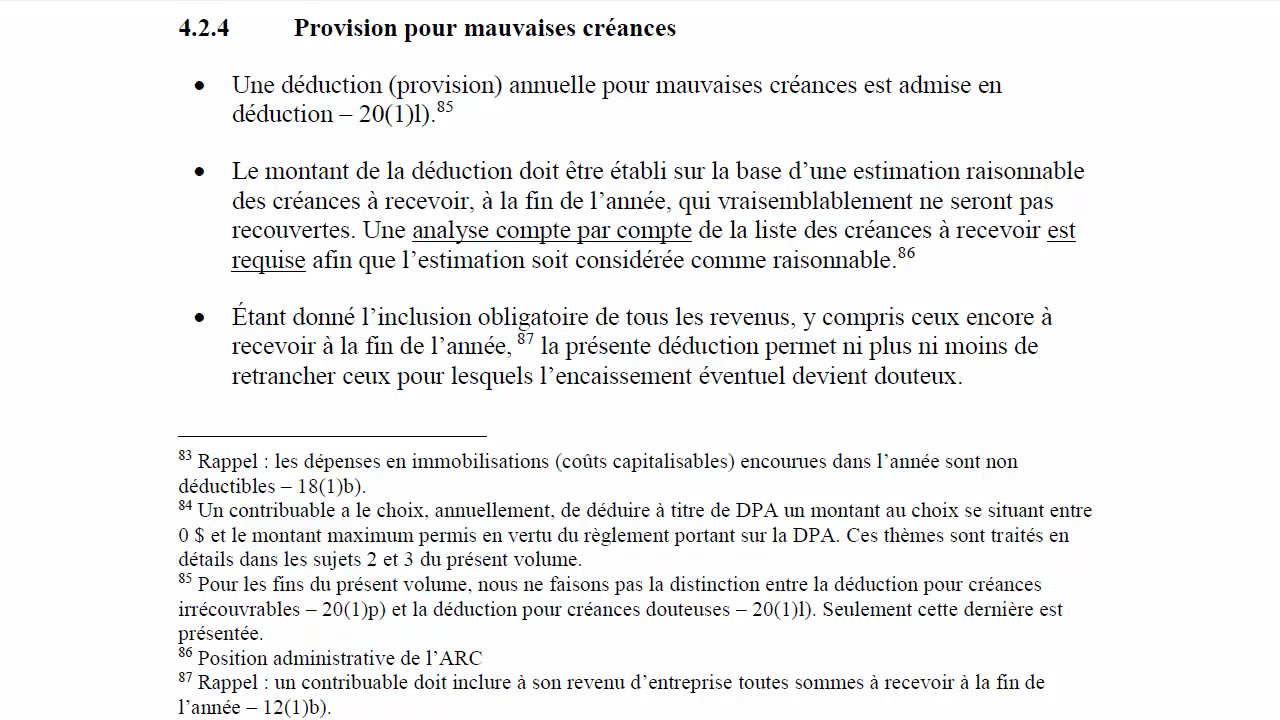 4.2.4 Provision pour mauvaises créances
• Une déduction (provision) annuelle pour mauvaises créances est admise en
déduction – 20(1)l).85
• Le montant de la déduction doit être établi sur la base d’une estimation raisonnable
des créances à recevoir, à la fin de l’année, qui vraisemblablement ne seront pas
recouvertes. Une analyse compte par compte de la liste des créances à recevoir est
requise afin que l’estimation soit considérée comme raisonnable.86
• Étant donné l’inclusion obligatoire de tous les revenus, y compris ceux encore à
recevoir à la fin de l’année, 87 la présente déduction permet ni plus ni moins de
retrancher ceux pour lesquels l’encaissement éventuel devient douteux.
83 Rappel : les dépenses en immobilisations (coûts capitalisables) encourues dans l’année sont non
déductibles – 18(1)b).
84 Un contribuable a le choix, annuellement, de déduire à titre de DPA un montant au choix se situant entre
0 $ et le montant maximum permis en vertu du règlement portant sur la DPA. Ces thèmes sont traités en
détails dans les sujets 2 et 3 du présent volume.
85 Pour les fins du présent volume, nous ne faisons pas la distinction entre la déduction pour créances
irrécouvrables – 20(1)p) et la déduction pour créances douteuses – 20(1)l). Seulement cette dernière est
présentée.
86 Position administrative de l’ARC
87 Rappel : un contribuable doit inclure à son revenu d’entreprise toutes sommes à recevoir à la fin de
l’année – 12(1)b).